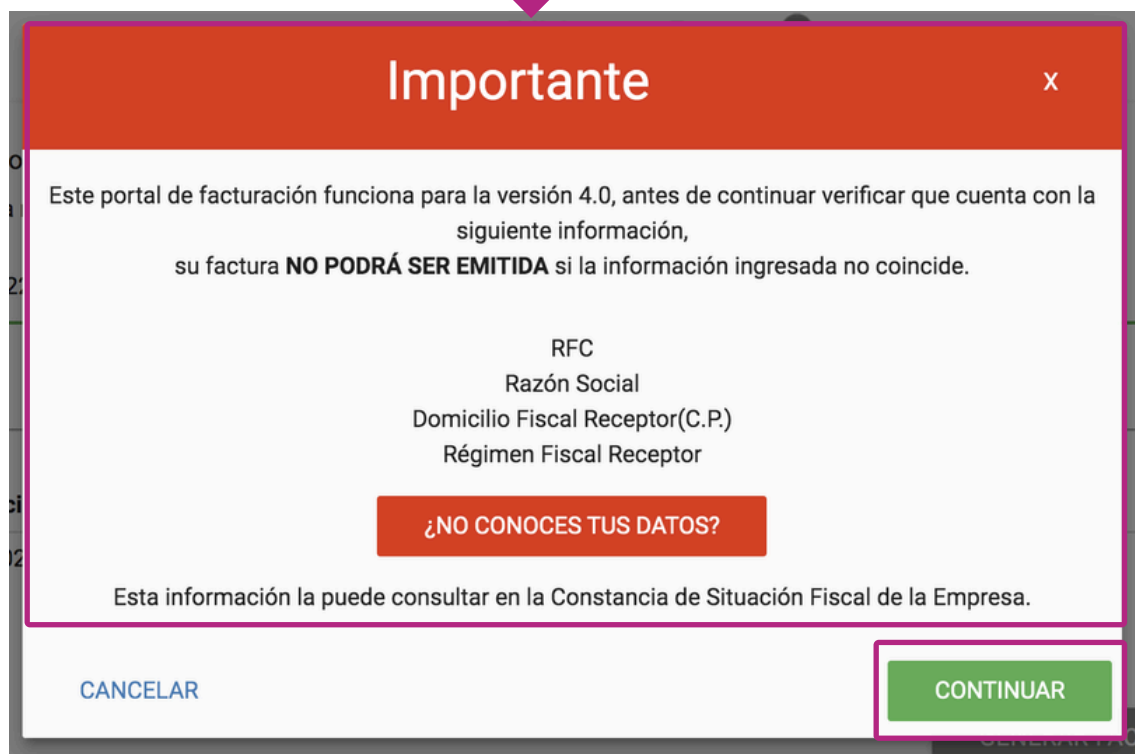 Importante
X
Este portal de facturación funciona para la versión 4.0, antes de continuar verificar que cuenta con la
siguiente información,
su factura NO PODRÁ SER EMITIDA si la información ingresada no coincide.
RFC
Razón Social
Domicilio Fiscal Receptor(C.P.)
Régimen Fiscal Receptor
¿NO CONOCES TUS DATOS?
Esta información la puede consultar en la Constancia de Situación Fiscal de la Empresa.
CANCELAR
CONTINUAR